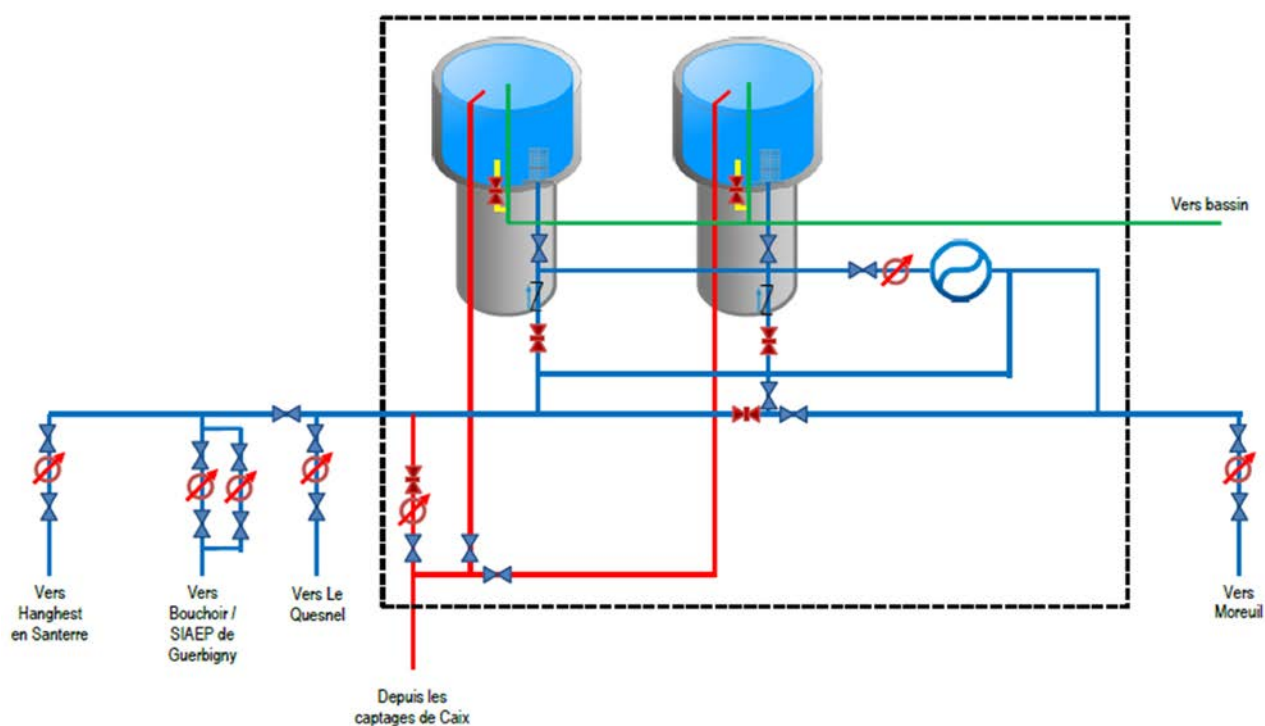 Vers bassin
Vers
Hanghest
en Santerre
Vers
Bouchoir /
SIAEP de
Guerbigny
Vers Le
Quesnel
Vers
Moreuil
Depuis les
captages de Caix